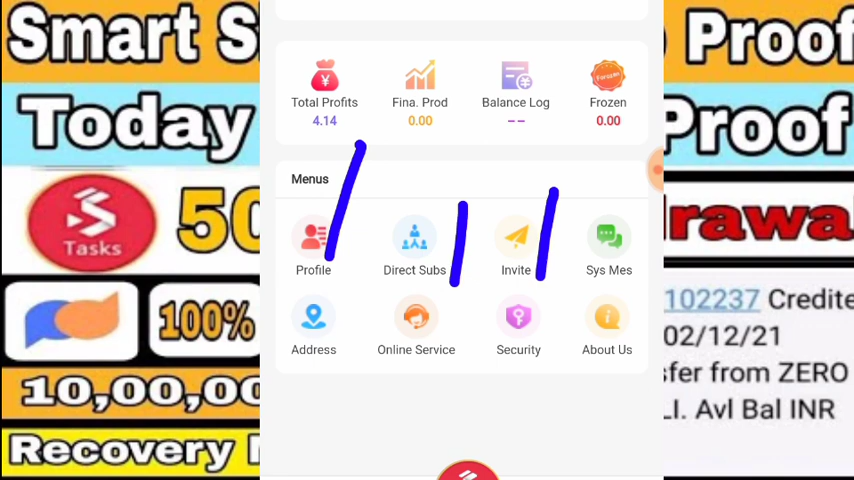 Smart S
Today
Tasks
50
100%
10,00,00
Recovery
Total Profits
Fina. Prod
Balance Log
Frozen
4.14
0.00
--
0.00
Menus
Profile
Direct Subs
Invite
Sys Mes
Address
Online Service
Security
About Us
Proof
Proof
rawa
102237 Credite
02/12/21
sfer from ZERO
LI. Avl Bal INR